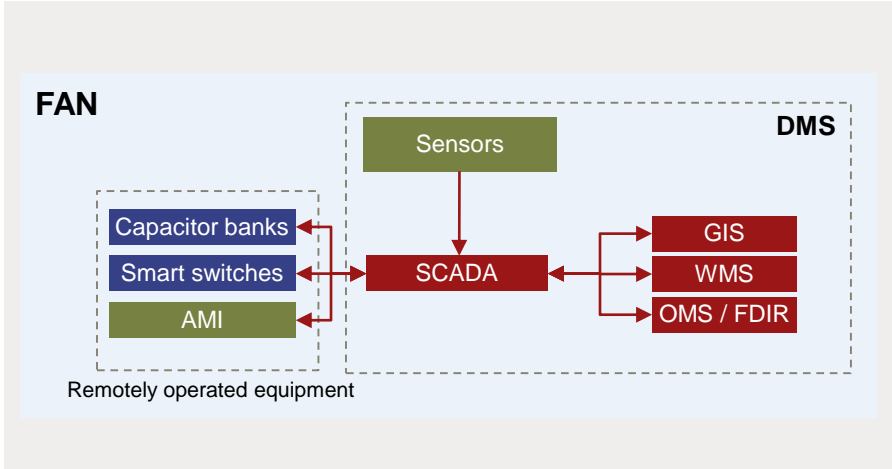 FAN
DMS
Sensors
Capacitor banks
Smart switches
AMI
SCADA
GIS
WMS
OMS / FDIR
Remotely operated equipment